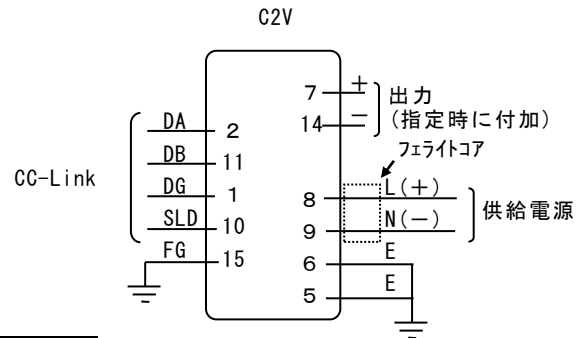 C2V
7 +
出力
(指定時に付加)
14 −
フェライトコア
CC-Link
DA 2
DB 11
DG 1
SLD 10
FG 15
8 L(+)
9 N(−)
供給電源
6 E
5 E